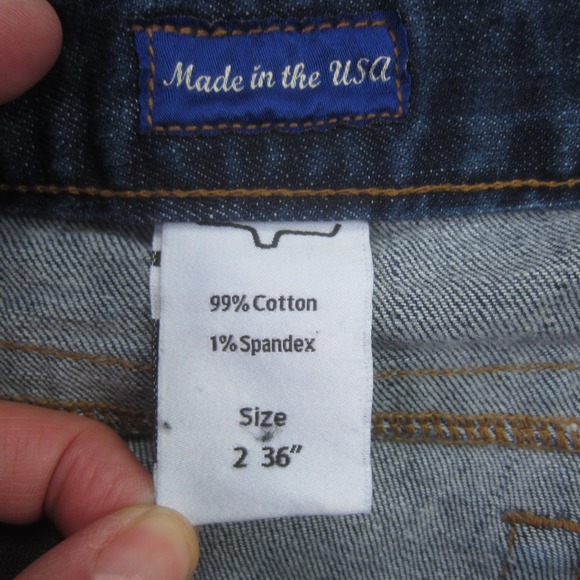 Made in the USA
99% Cotton
1% Spandex
Size
2 36”